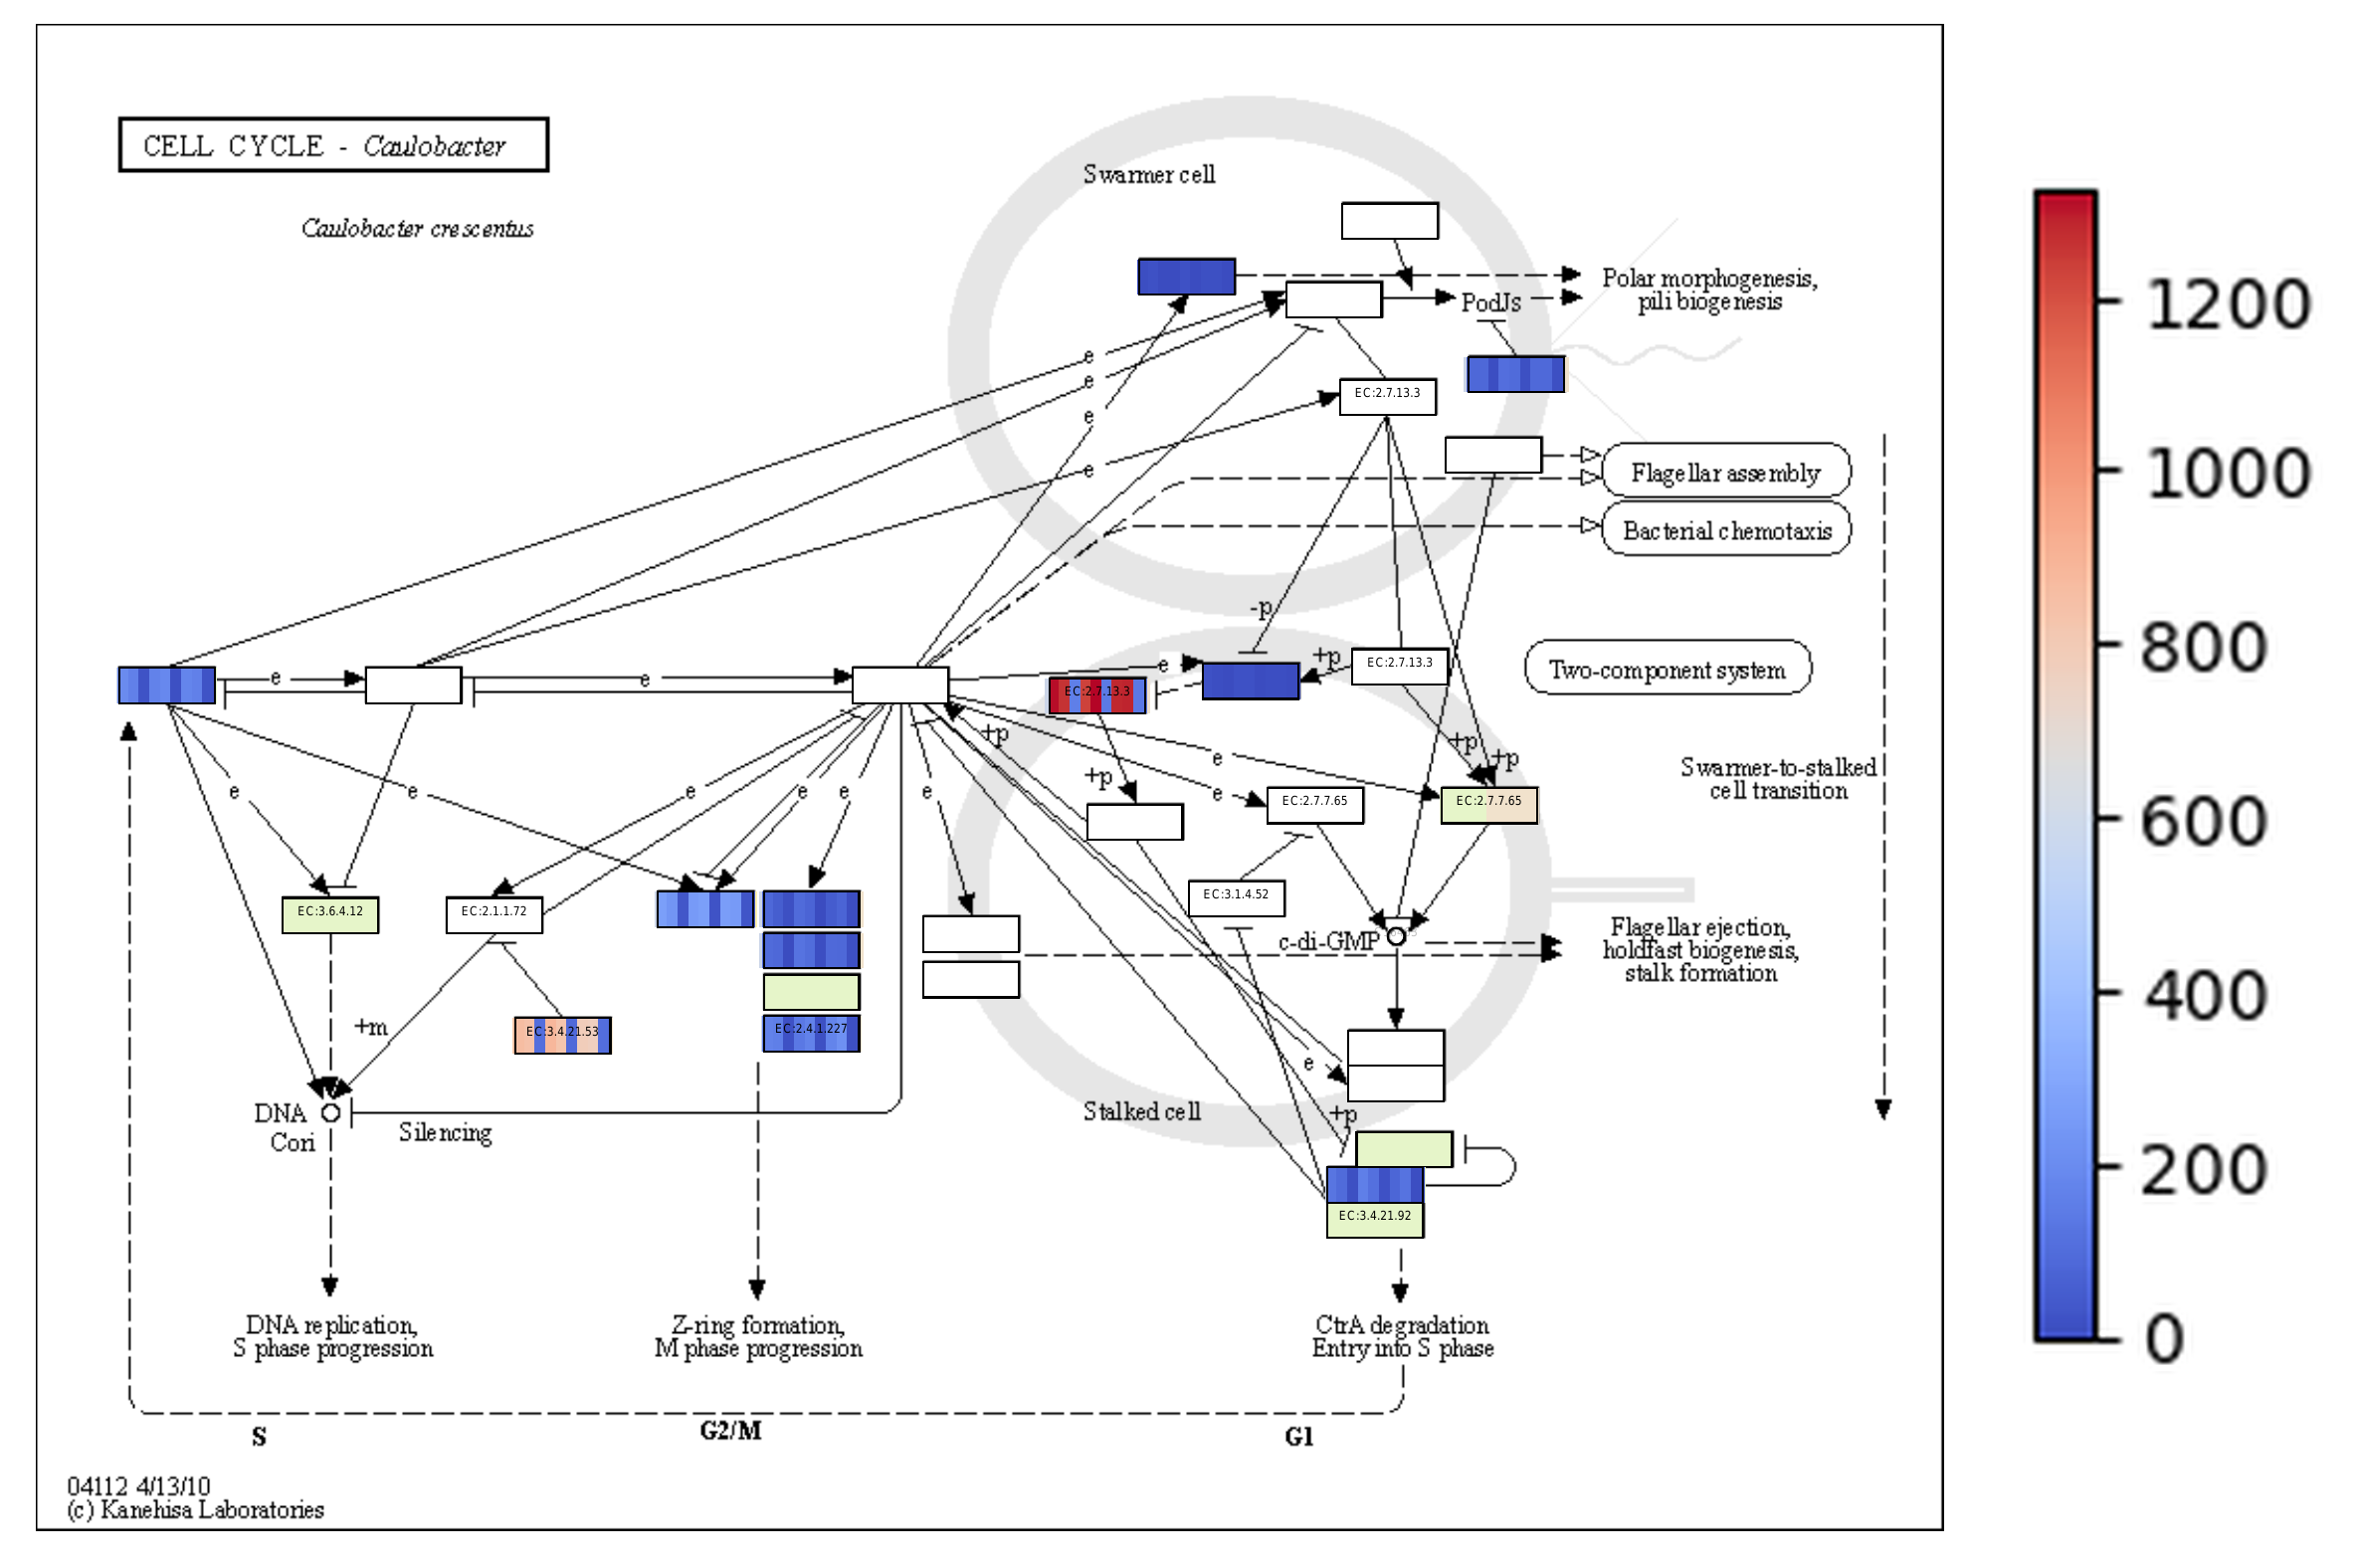 CELL CYCLE - Caulobacter
Caulobacter crescentus
Swarmer cell
Polar morphogenesis,
pili biogenesis
PodJs
e
e
e
e
EC:2.7.13.3
Flagellar assembly
Bacterial chemotaxis
-p
+p
EC:2.7.13.3
Two-component system
e
e
e
EC:2.7.13.3
+p
+p
+p
+p
e
e
Swarmer-to-stalked
cell transition
e
e
e
e
e
e
EC:2.7.7.65
EC:2.7.7.65
EC:3.6.4.12
EC:2.1.1.72
EC:3.1.4.52
c-di-GMP
Flagellar ejection,
holdfast biogenesis,
stalk formation
+m
EC:3.4.21.53
EC:2.4.1.227
e
DNA
Cori
Silencing
Stalked cell
+p
EC:3.4.21.92
DNA replication,
S phase progression
Z-ring formation,
M phase progression
CtrA degradation
Entry into S phase
S
G2/M
G1
04112 4/13/10
(c) Kanehisa Laboratories
1200
1000
800
600
400
200
0